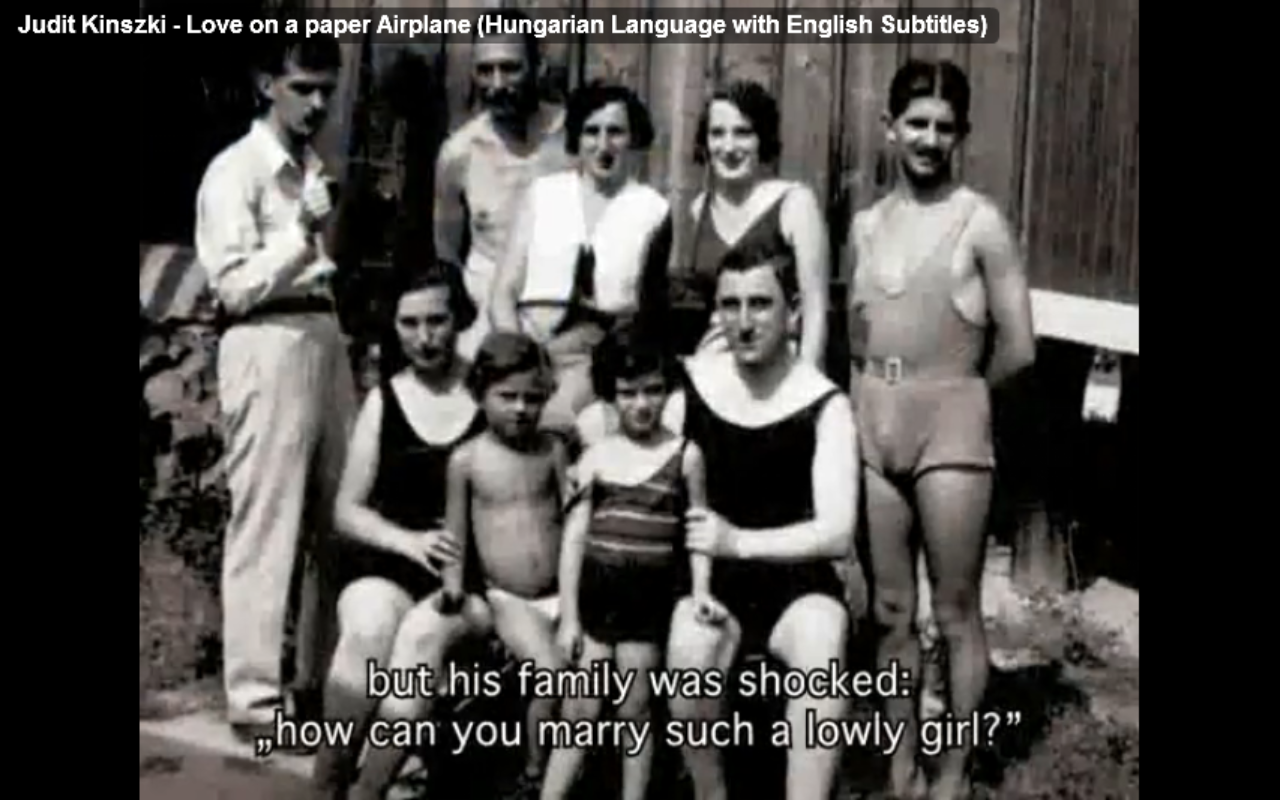 Judit Kinszki - Love on a paper Airplane (Hungarian Language with English Subtitles)
but his family was shocked:
„how can you marry such a lowly girl?”